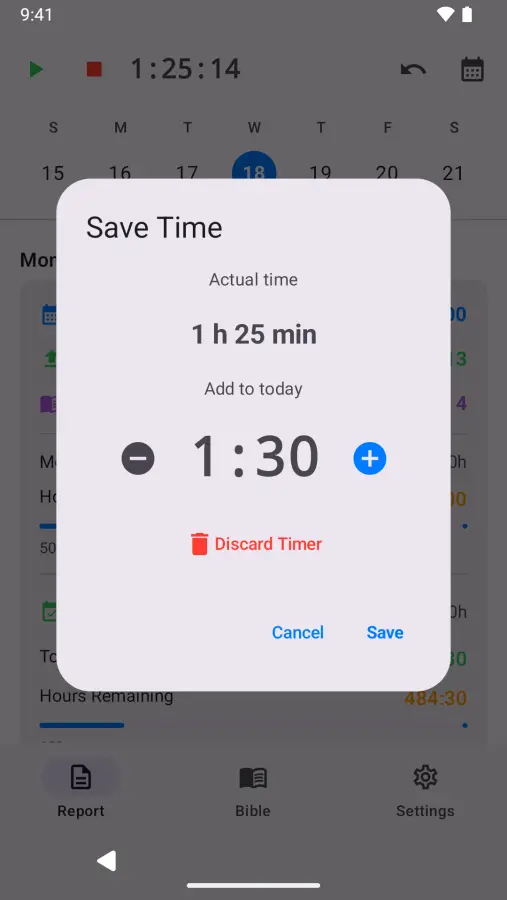 9:41
1:25:14
S M T W T F S
15 16 17 18 19 20 21
Save Time
Actual time
1 h 25 min
Add to today
1:30
Discard Timer
Cancel Save
Hours Remaining 484:30
Report Bible Settings